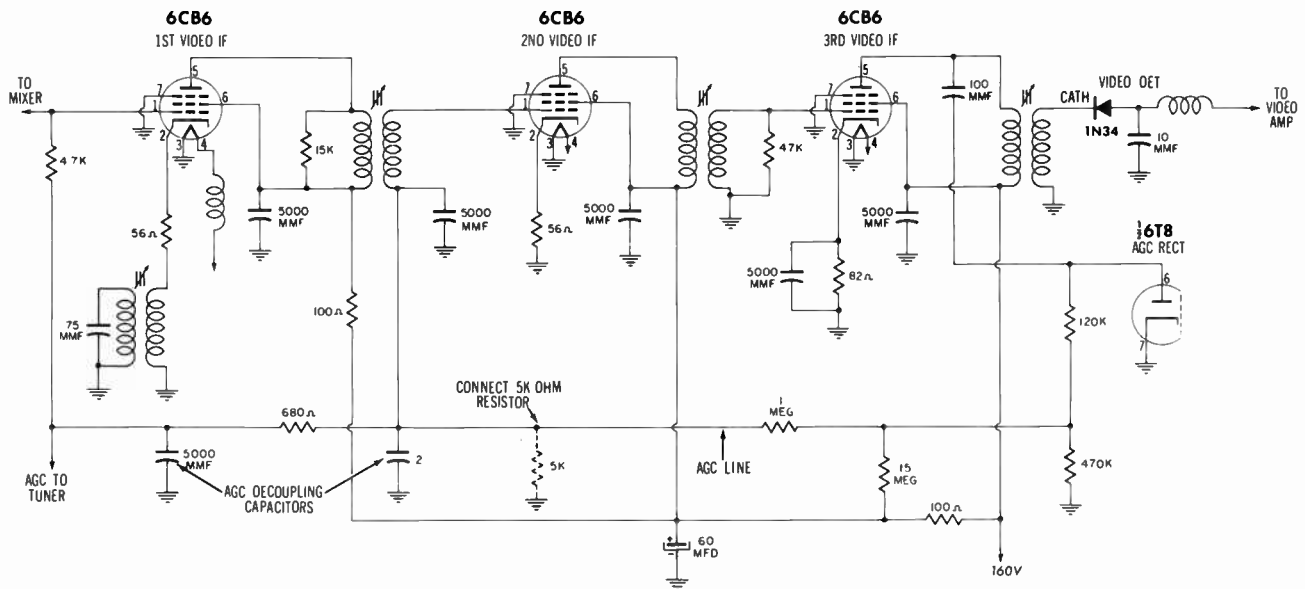 6CB6
1ST VIDEO IF
6CB6
2NO VIDEO IF
6CB6
3RD VIDEO IF
TO
MIXER
7
1
2
3
4
5
6
4 7K
15K
56Ω
5000
MMF
75
MMF
100Ω
5000
MMF
7
1
2
3
4
5
6
56Ω
5000
MMF
47K
7
1
2
3
4
5
6
100
MMF
5000
MMF
82Ω
5000
MMF
VIDEO OET
CATH
1N34
10
MMF
TO
VIDEO
AMP
½6T8
AGC RECT
6
7
120K
470K
CONNECT 5K OHM
RESISTOR
680Ω
1
MEG
AGC LINE
5K
15
MEG
100Ω
160V
60
MFD
+
-
.2
5000
MMF
AGC DECOUPLING
CAPACITORS
AGC TO
TUNER